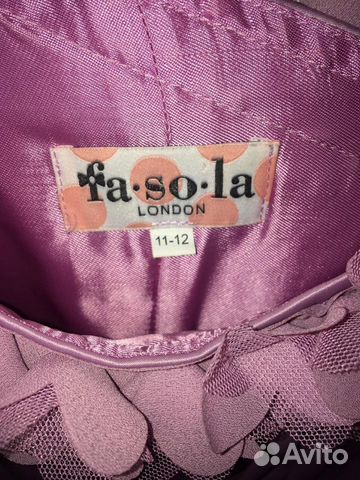 fa·so·la
LONDON
11-12
Avito